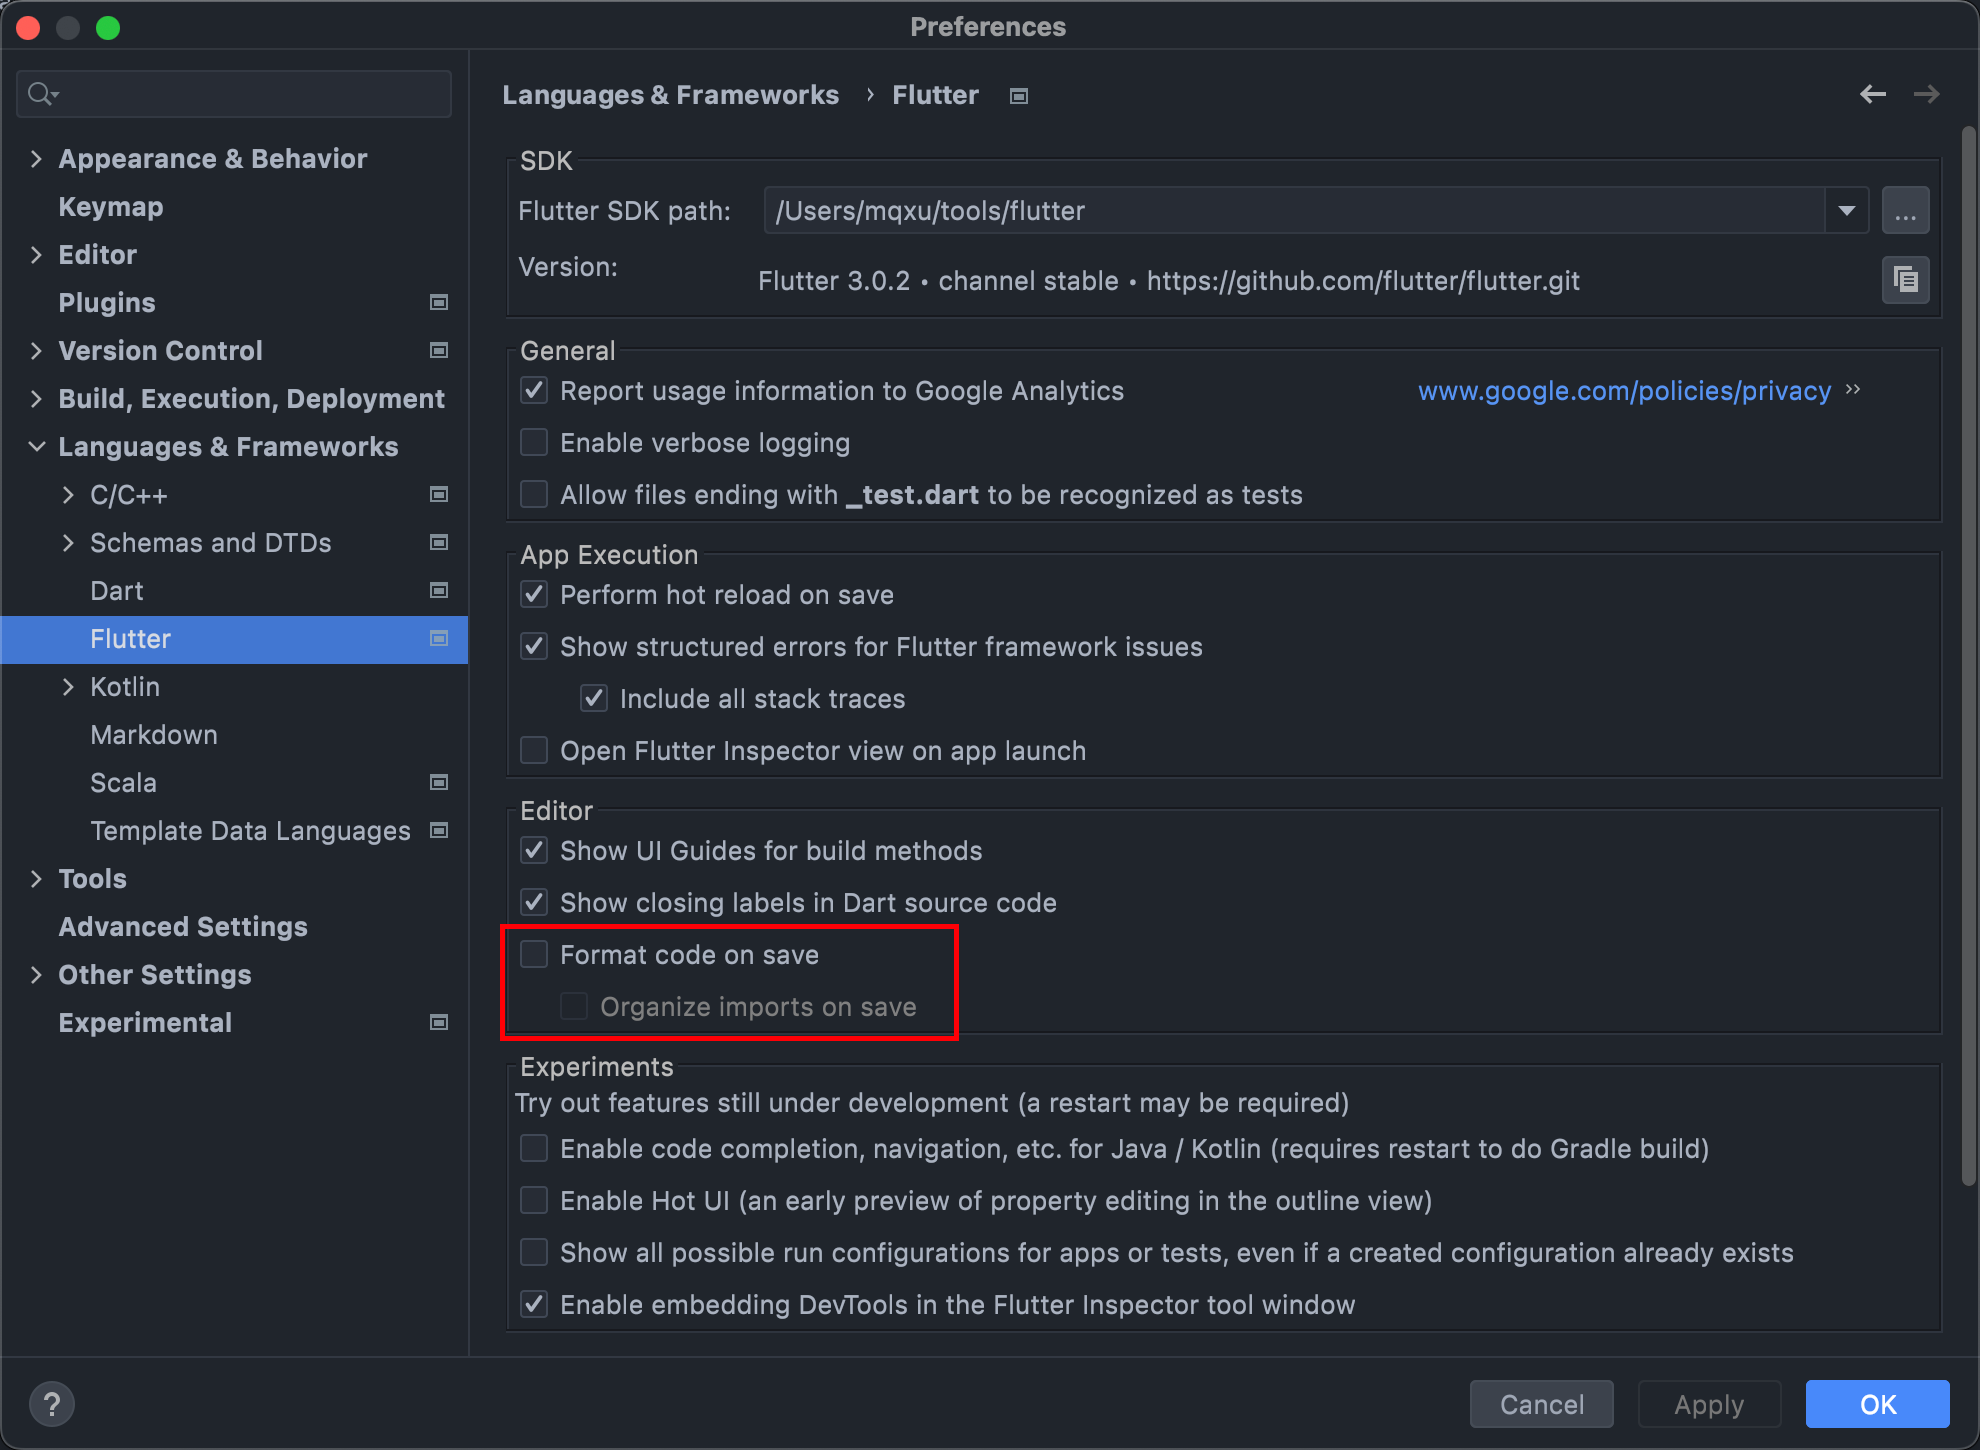 Preferences
Appearance & Behavior
Keymap
Editor
Plugins
Version Control
Build, Execution, Deployment
Languages & Frameworks
C/C++
Schemas and DTDs
Dart
Flutter
Kotlin
Markdown
Scala
Template Data Languages
Tools
Advanced Settings
Other Settings
Experimental
Languages & Frameworks › Flutter
SDK
Flutter SDK path: /Users/mqxu/tools/flutter ...
Version: Flutter 3.0.2 • channel stable • https://github.com/flutter/flutter.git
General
Report usage information to Google Analytics www.google.com/policies/privacy
Enable verbose logging
Allow files ending with _test.dart to be recognized as tests
App Execution
Perform hot reload on save
Show structured errors for Flutter framework issues
Include all stack traces
Open Flutter Inspector view on app launch
Editor
Show UI Guides for build methods
Show closing labels in Dart source code
Format code on save
Organize imports on save
Experiments
Try out features still under development (a restart may be required)
Enable code completion, navigation, etc. for Java / Kotlin (requires restart to do Gradle build)
Enable Hot UI (an early preview of property editing in the outline view)
Show all possible run configurations for apps or tests, even if a created configuration already exists
Enable embedding DevTools in the Flutter Inspector tool window
? Cancel Apply OK